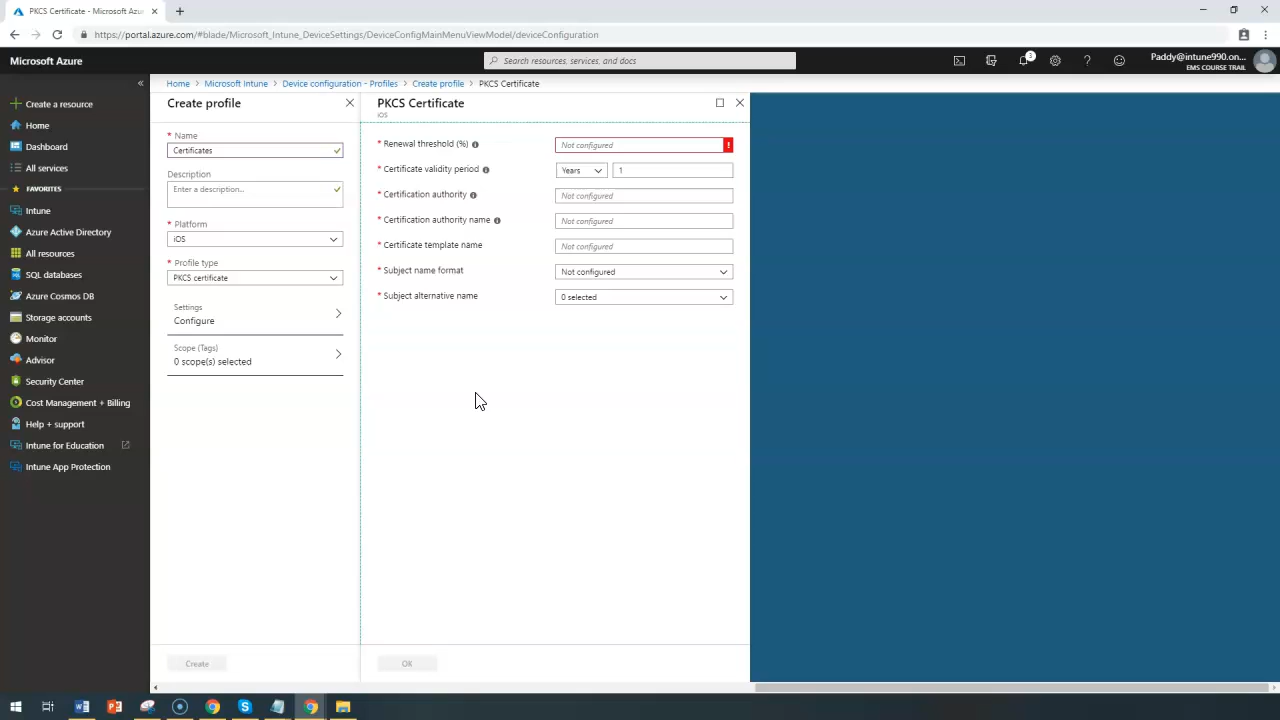 PKCS Certificate - Microsoft Azu
https://portal.azure.com/#blade/Microsoft_Intune_DeviceSettings/DeviceConfigMainMenuViewModel/deviceConfiguration
Microsoft Azure
Search resources, services, and docs
3
Paddy@intune990.on...
EMS COURSE TRAIL
Home > Microsoft Intune > Device configuration - Profiles > Create profile > PKCS Certificate
Create a resource
Home
Dashboard
All services
FAVORITES
Intune
Azure Active Directory
All resources
SQL databases
Azure Cosmos DB
Storage accounts
Monitor
Advisor
Security Center
Cost Management + Billing
Help + support
Intune for Education
Intune App Protection
Create profile
* Name
Certificates
Description
Enter a description...
* Platform
iOS
* Profile type
PKCS certificate
Settings
Configure
Scope (Tags)
0 scope(s) selected
Create
PKCS Certificate
iOS
* Renewal threshold (%)
Not configured
* Certificate validity period
Years
1
* Certification authority
Not configured
* Certification authority name
Not configured
* Certificate template name
Not configured
* Subject name format
Not configured
* Subject alternative name
0 selected
OK